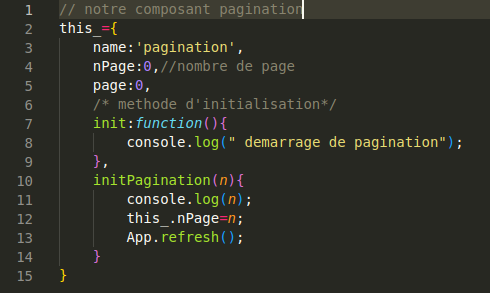 1 // notre composant pagination
2 this_={
3 name:'pagination',
4 nPage:0,//nombre de page
5 page:0,
6 /* methode d'initialisation*/
7 init:function(){
8 console.log(" demarrage de pagination");
9 },
10 initPagination(n){
11 console.log(n);
12 this_.nPage=n;
13 App.refresh();
14 }
15 }